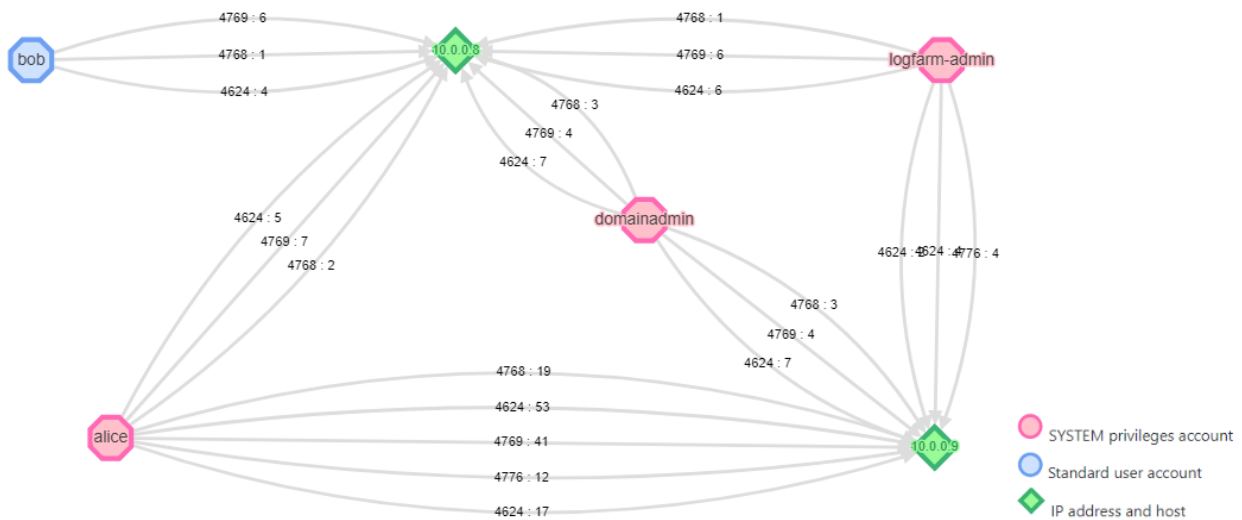 4769 : 6
4768 : 1
bob
10.0.0.8
4768 : 1
logfarm-admin
4769 : 6
4624 : 4
4624 : 6
4768 : 3
4769 : 4
4624 : 7
4624 : 5
domainadmin
4769 : 7
4624 :
4624 : 4
4776 : 4
4768 : 2
4768 : 3
4769 : 4
4624 : 7
4768 : 19
4624 : 53
alice
4769 : 41
10.0.0.9
4776 : 12
4624 : 17
SYSTEM privileges account
Standard user account
IP address and host